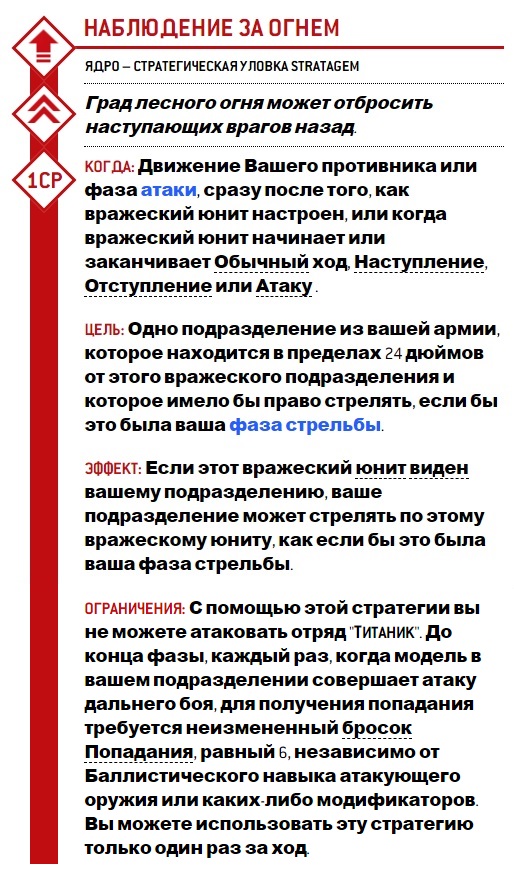 НАБЛЮДЕНИЕ ЗА ОГНЕМ
ЯДРО – СТРАТЕГИЧЕСКАЯ УЛОВКА STRATAGEM
Град лесного огня может отбросить
наступающих врагов назад.
1CP
КОГДА: Движение Вашего противника или
фаза атаки, сразу после того, как
вражеский юнит настроен, или когда
вражеский юнит начинает или
заканчивает Обычный ход, Наступление,
Отступление или Атаку .
ЦЕЛЬ: Одно подразделение из вашей армии,
которое находится в пределах 24 дюймов
от этого вражеского подразделения и
которое имело бы право стрелять, если бы
это была ваша фаза стрельбы.
ЭФФЕКТ: Если этот вражеский юнит виден
вашему подразделению, ваше
подразделение может стрелять по этому
вражескому юниту, как если бы это была
ваша фаза стрельбы.
ОГРАНИЧЕНИЯ: С помощью этой стратегии вы
не можете атаковать отряд "Титаник". До
конца фазы, каждый раз, когда модель в
вашем подразделении совершает атаку
дальнего боя, для получения попадания
требуется неизмененный бросок
Попадания, равный 6, независимо от
Баллистического навыка атакующего
оружия или каких-либо модификаторов.
Вы можете использовать эту стратегию
только один раз за ход.